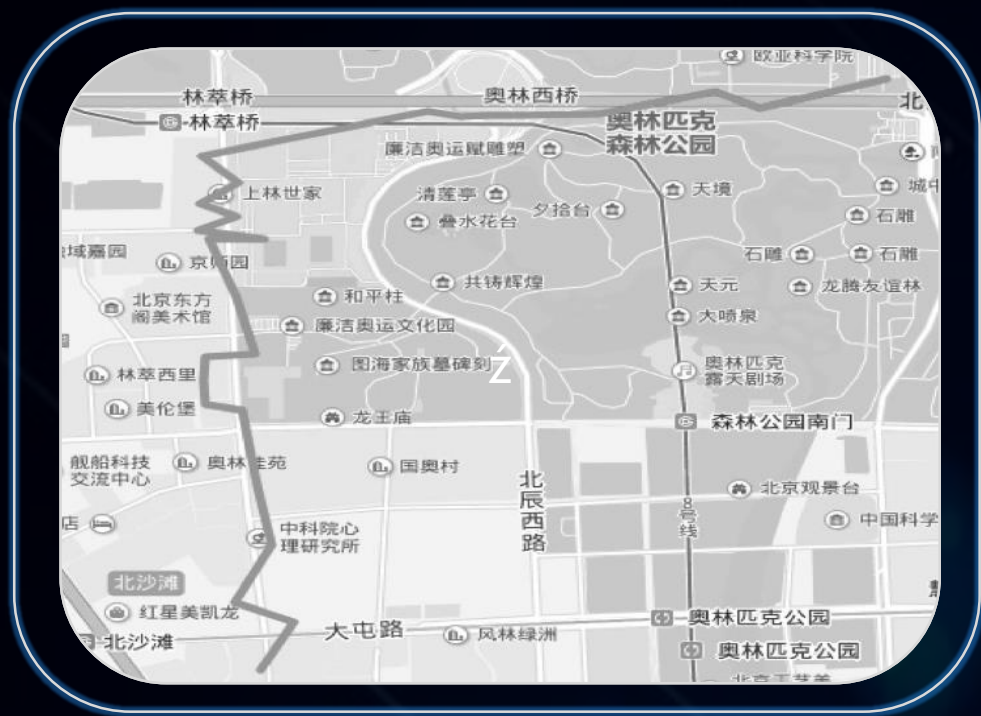 欧亚科学院
林萃桥
奥林西桥
北
林萃桥
奥林匹克
森林公园
廉洁奥运赋雕塑
上林世家
清莲亭
天境
城中
夕拾台
叠水花台
石雕
域嘉园
京师园
石雕
石雕
共铸辉煌
天元
龙腾友谊林
和平柱
北京东方
阁美术馆
廉洁奥运文化园
大喷泉
图海家族墓碑刻
Ź
奥林匹克
露天剧场
林萃西里
美伦堡
龙王庙
森林公园南门
舰船科技
交流中心
奥林佳苑
国奥村
北辰西路
北京观景台
8号线
店
中国科学
中科院心
理研究所
北沙滩
红星美凯龙
北沙滩
大屯路
风林绿洲
奥林匹克公园
奥林匹克公园